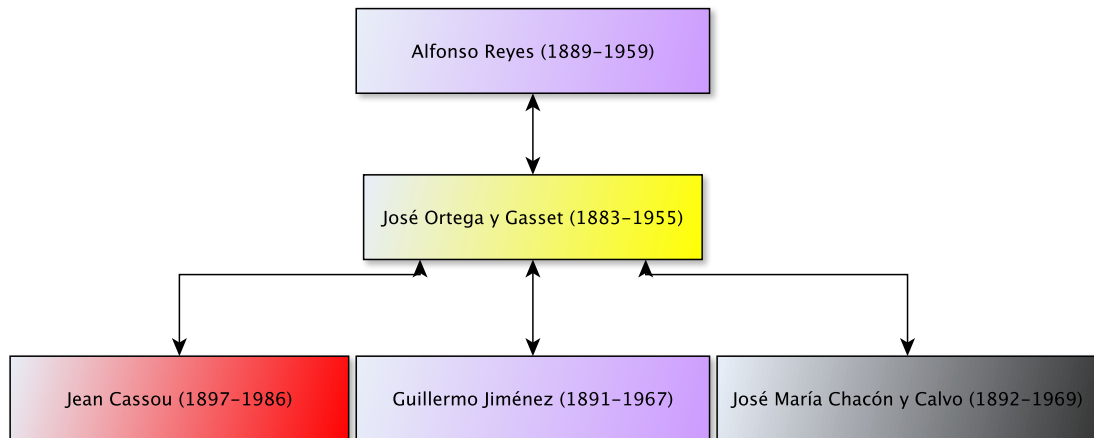 Alfonso Reyes (1889–1959)
José Ortega y Gasset (1883–1955)
Jean Cassou (1897–1986)
Guillermo Jiménez (1891–1967)
José María Chacón y Calvo (1892–1969)